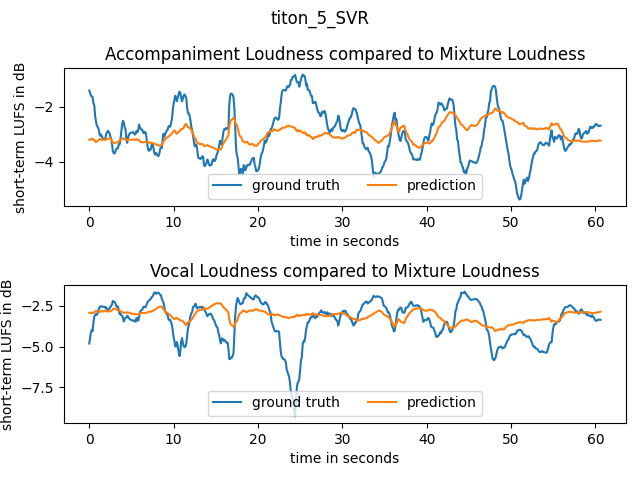 titon_5_SVR
Accompaniment Loudness compared to Mixture Loudness
short-term LUFS in dB
−2
−4
ground truth
prediction
0 10 20 30 40 50 60
time in seconds
Vocal Loudness compared to Mixture Loudness
short-term LUFS in dB
−2.5
−5.0
−7.5
ground truth
prediction
0 10 20 30 40 50 60
time in seconds